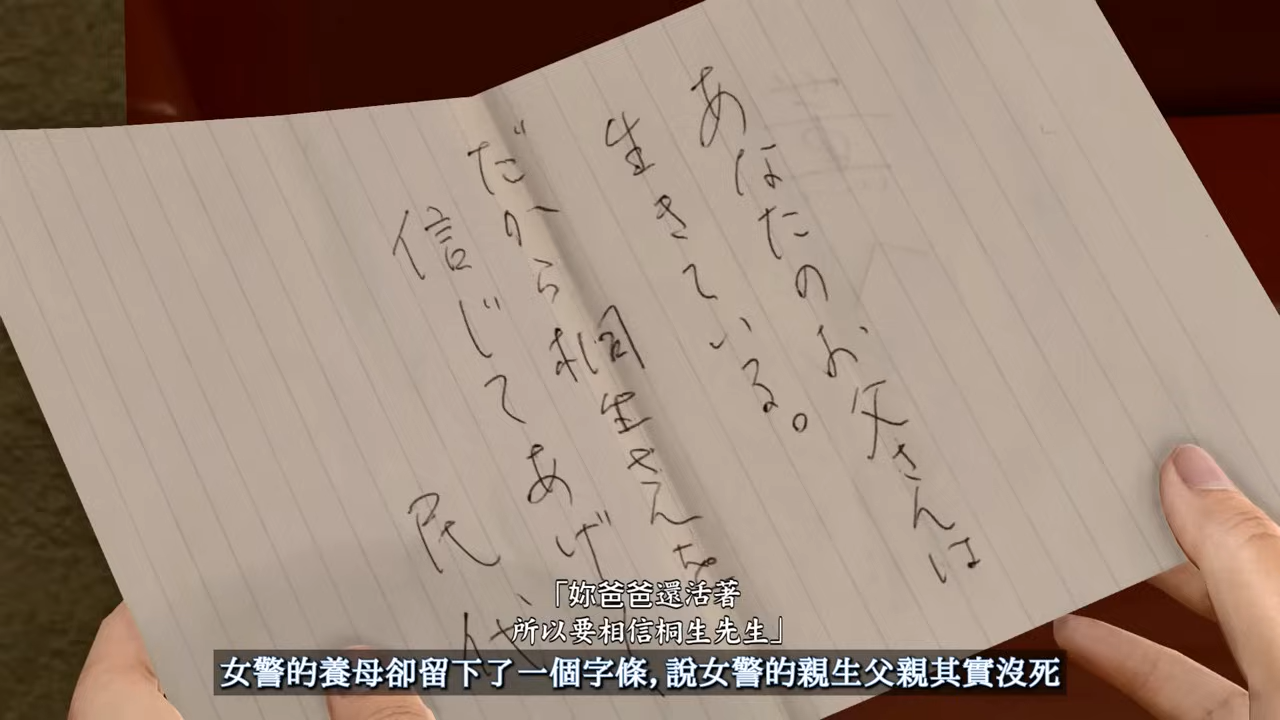 あなたのお父さんは
生きている。
だから桐生さんを
信じてあげて
民代
「妳爸爸還活著
所以要相信桐生先生」
女警的養母卻留下了一個字條,說女警的親生父親其實沒死